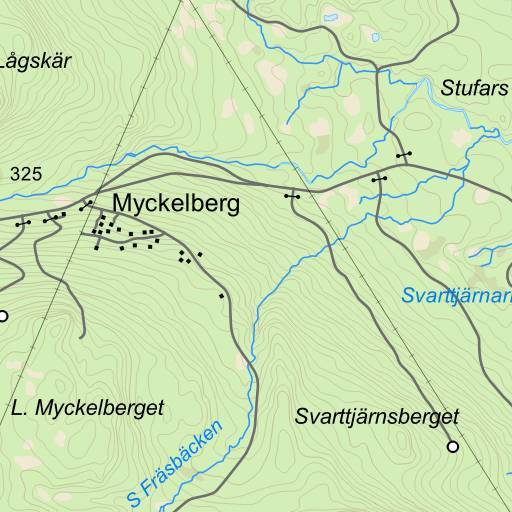 Lågskär
Stufars
325
Myckelberg
Svarttjärnar
L. Myckelberget
Svarttjärnsberget
S Fräsbäcken